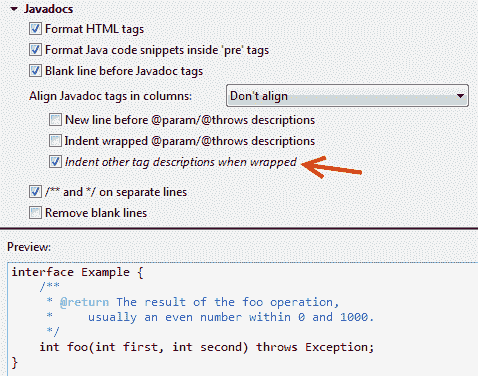 Javadocs
Format HTML tags
Format Java code snippets inside 'pre' tags
Blank line before Javadoc tags
Align Javadoc tags in columns: Don't align
New line before @param/@throws descriptions
Indent wrapped @param/@throws descriptions
Indent other tag descriptions when wrapped
/** and */ on separate lines
Remove blank lines
Preview:
interface Example {
    /**
     * @return The result of the foo operation,
     *     usually an even number within 0 and 1000.
     */
    int foo(int first, int second) throws Exception;
}